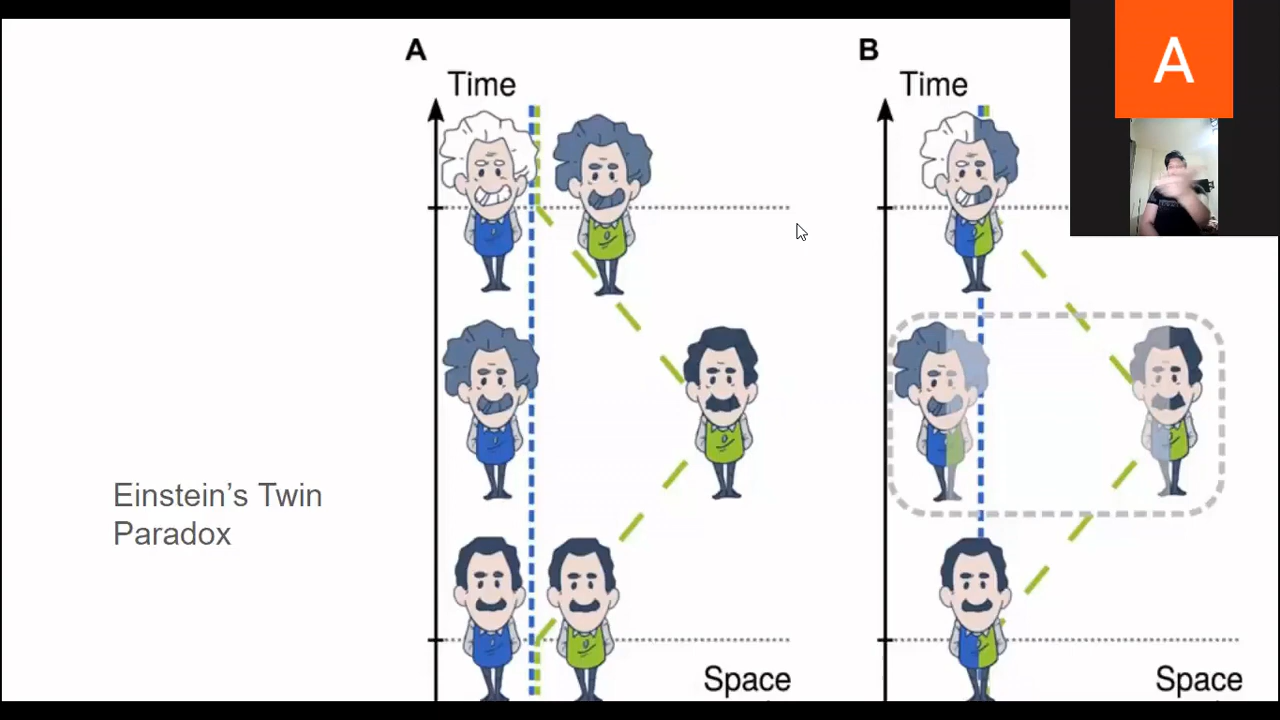 A
Time
Space
B
Time
Space
A
Einstein’s Twin
Paradox